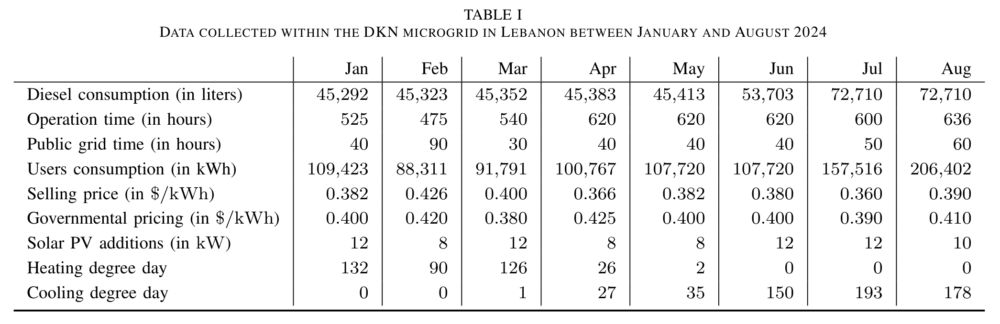 TABLE I
DATA COLLECTED WITHIN THE DKN MICROGRID IN LEBANON BETWEEN JANUARY AND AUGUST 2024
Jan Feb Mar Apr May Jun Jul Aug
Diesel consumption (in liters) 45,292 45,323 45,352 45,383 45,413 53,703 72,710 72,710
Operation time (in hours) 525 475 540 620 620 620 600 636
Public grid time (in hours) 40 90 30 40 40 40 50 60
Users consumption (in kWh) 109,423 88,311 91,791 100,767 107,720 107,720 157,516 206,402
Selling price (in $/kWh) 0.382 0.426 0.400 0.366 0.382 0.380 0.360 0.390
Governmental pricing (in $/kWh) 0.400 0.420 0.380 0.425 0.400 0.400 0.390 0.410
Solar PV additions (in kW) 12 8 12 8 8 12 12 10
Heating degree day 132 90 126 26 2 0 0 0
Cooling degree day 0 0 1 27 35 150 193 178